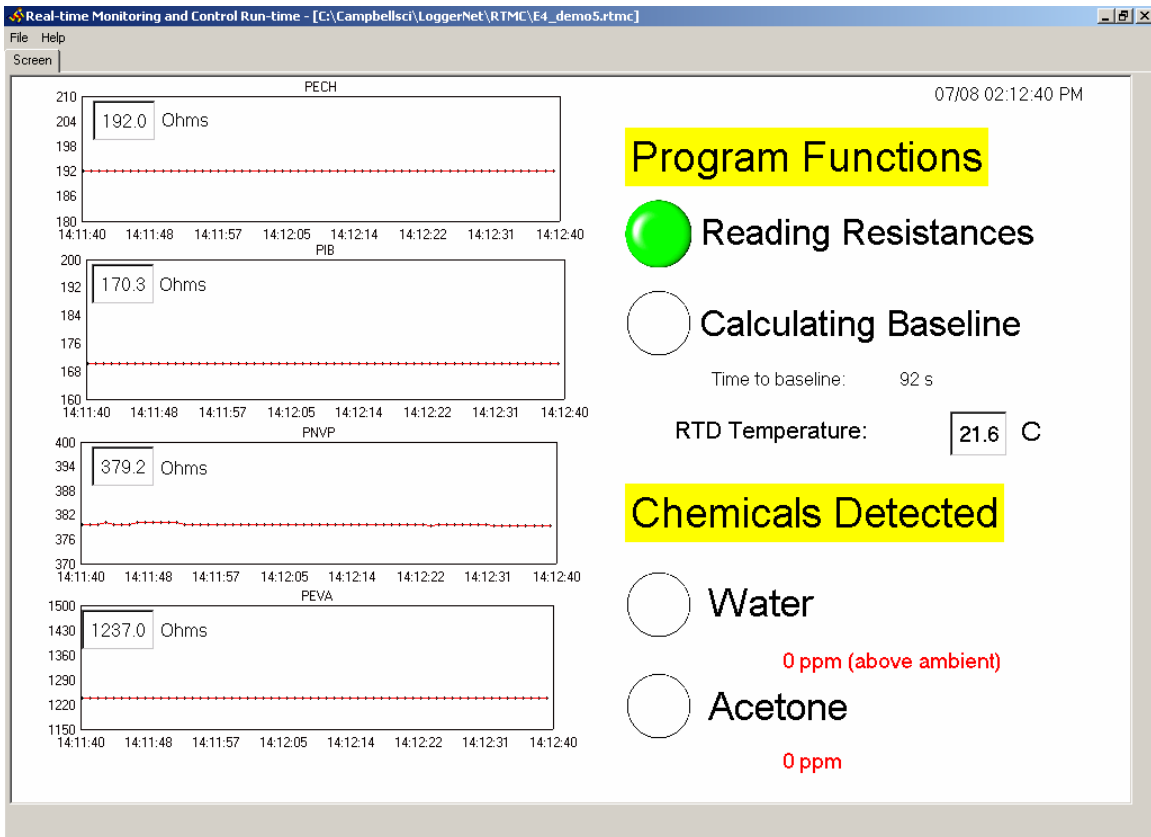 Real-time Monitoring and Control Run-time - [C:\Campbellsci\LoggerNet\RTMC\E4_demo5.rtmc]
File Help
Screen
PECH
210
204
198
192
186
180
192.0 Ohms
14:11:40 14:11:48 14:11:57 14:12:05 14:12:14 14:12:22 14:12:31 14:12:40
PIB
200
192
184
176
168
160
170.3 Ohms
14:11:40 14:11:48 14:11:57 14:12:05 14:12:14 14:12:22 14:12:31 14:12:40
PNVP
400
394
388
382
376
370
379.2 Ohms
14:11:40 14:11:48 14:11:57 14:12:05 14:12:14 14:12:22 14:12:31 14:12:40
PEVA
1500
1430
1360
1290
1220
1150
1237.0 Ohms
14:11:40 14:11:48 14:11:57 14:12:05 14:12:14 14:12:22 14:12:31 14:12:40
07/08 02:12:40 PM
Program Functions
Reading Resistances
Calculating Baseline
Time to baseline: 92 s
RTD Temperature: 21.6 C
Chemicals Detected
Water
0 ppm (above ambient)
Acetone
0 ppm